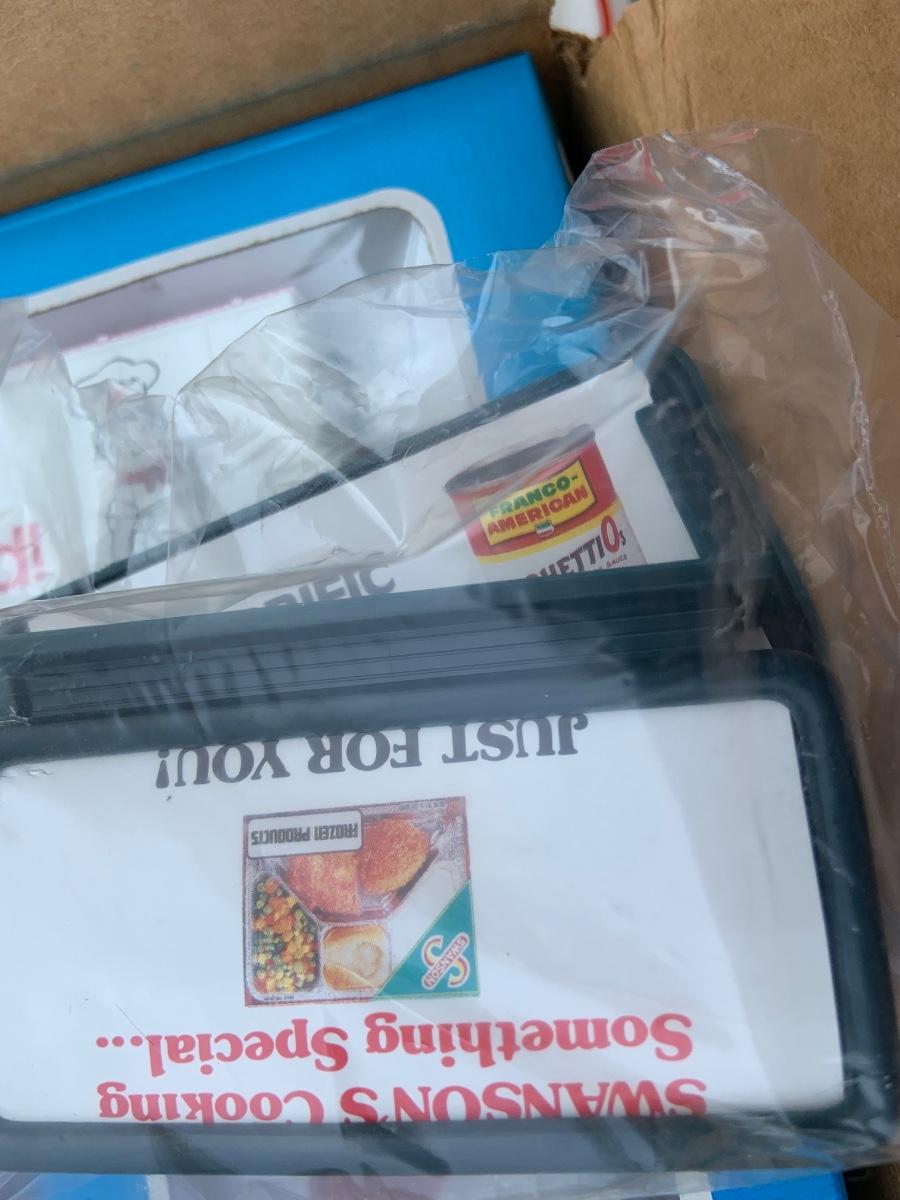 FRANCO-
AMERICAN
SWANSON'S Cooking
Something Special...
SWANSON
FROZEN PRODUCTS
JUST FOR YOU!